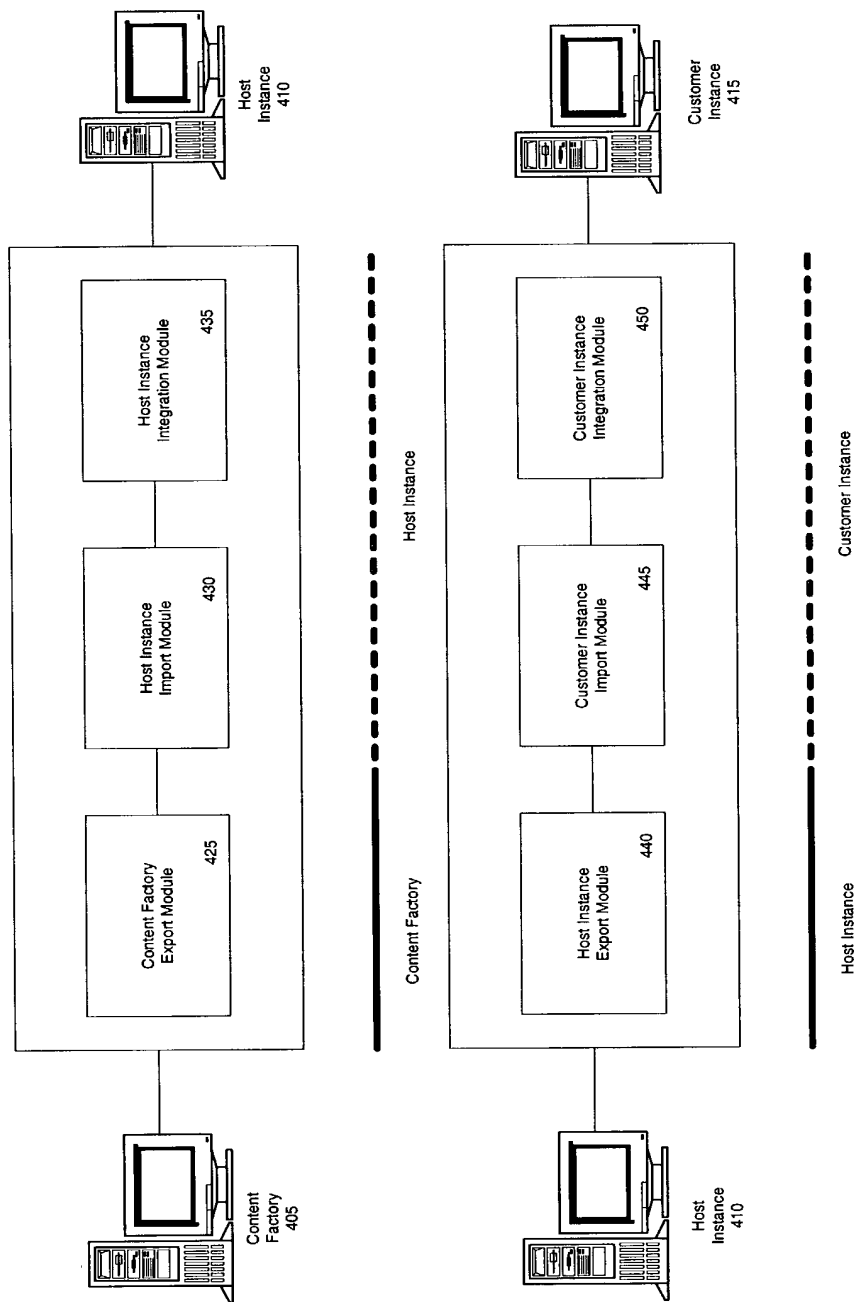 Content
Factory
405
Content Factory
Export Module
425
Host Instance
Import Module
430
Host Instance
Integration Module
435
Host
Instance
410
Content Factory
Host Instance
Host
Instance
410
Host Instance
Export Module
440
Customer Instance
Import Module
445
Customer Instance
Integration Module
450
Customer
Instance
415
Host Instance
Customer Instance